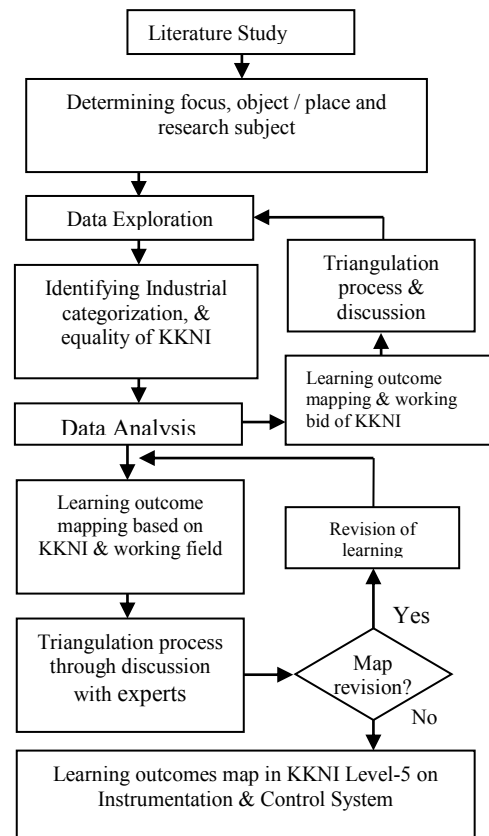 Literature Study
Determining focus, object / place and
research subject
Data Exploration
Identifying Industrial
categorization, &
equality of KKNI
Triangulation
process &
discussion
Learning outcome
mapping & working
bid of KKNI
Data Analysis
Learning outcome
mapping based on
KKNI & working field
Revision of
learning
Yes
Triangulation process
through discussion
with experts
Map
revision?
No
Learning outcomes map in KKNI Level-5 on
Instrumentation & Control System